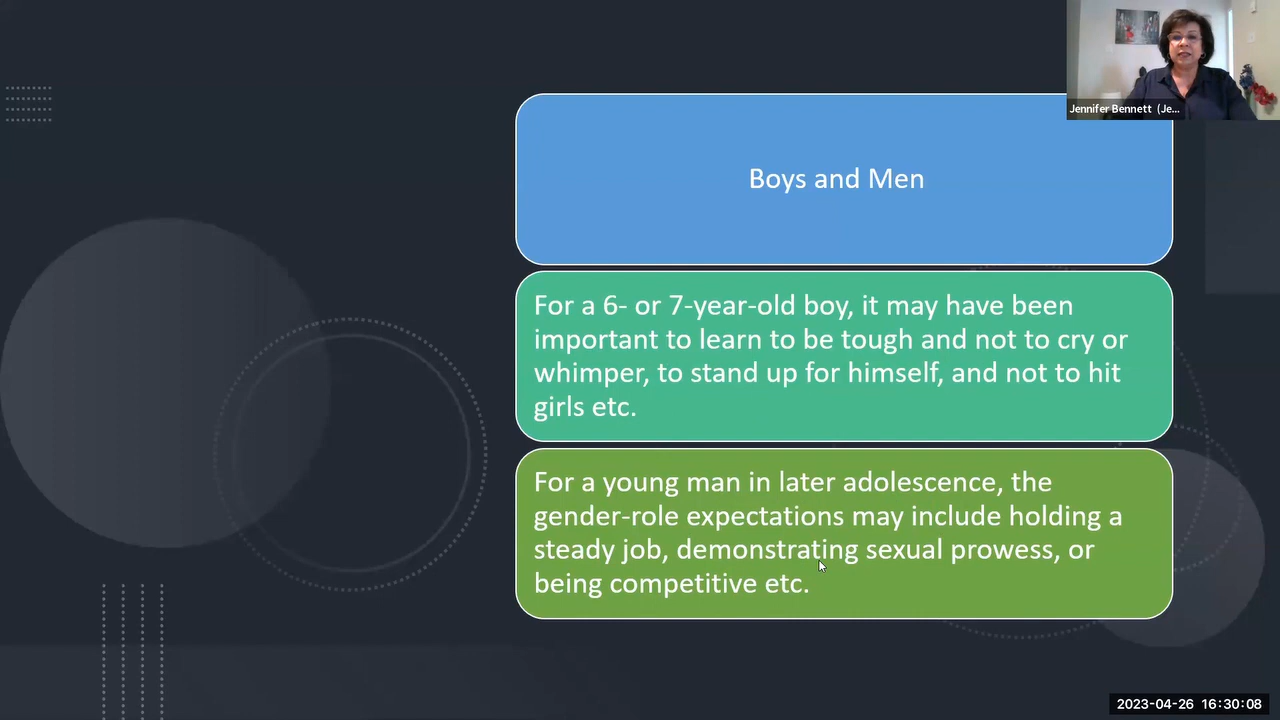 Jennifer Bennett (Je...
Boys and Men
For a 6- or 7-year-old boy, it may have been
important to learn to be tough and not to cry or
whimper, to stand up for himself, and not to hit
girls etc.
For a young man in later adolescence, the
gender-role expectations may include holding a
steady job, demonstrating sexual prowess, or
being competitive etc.
2023-04-26 16:30:08